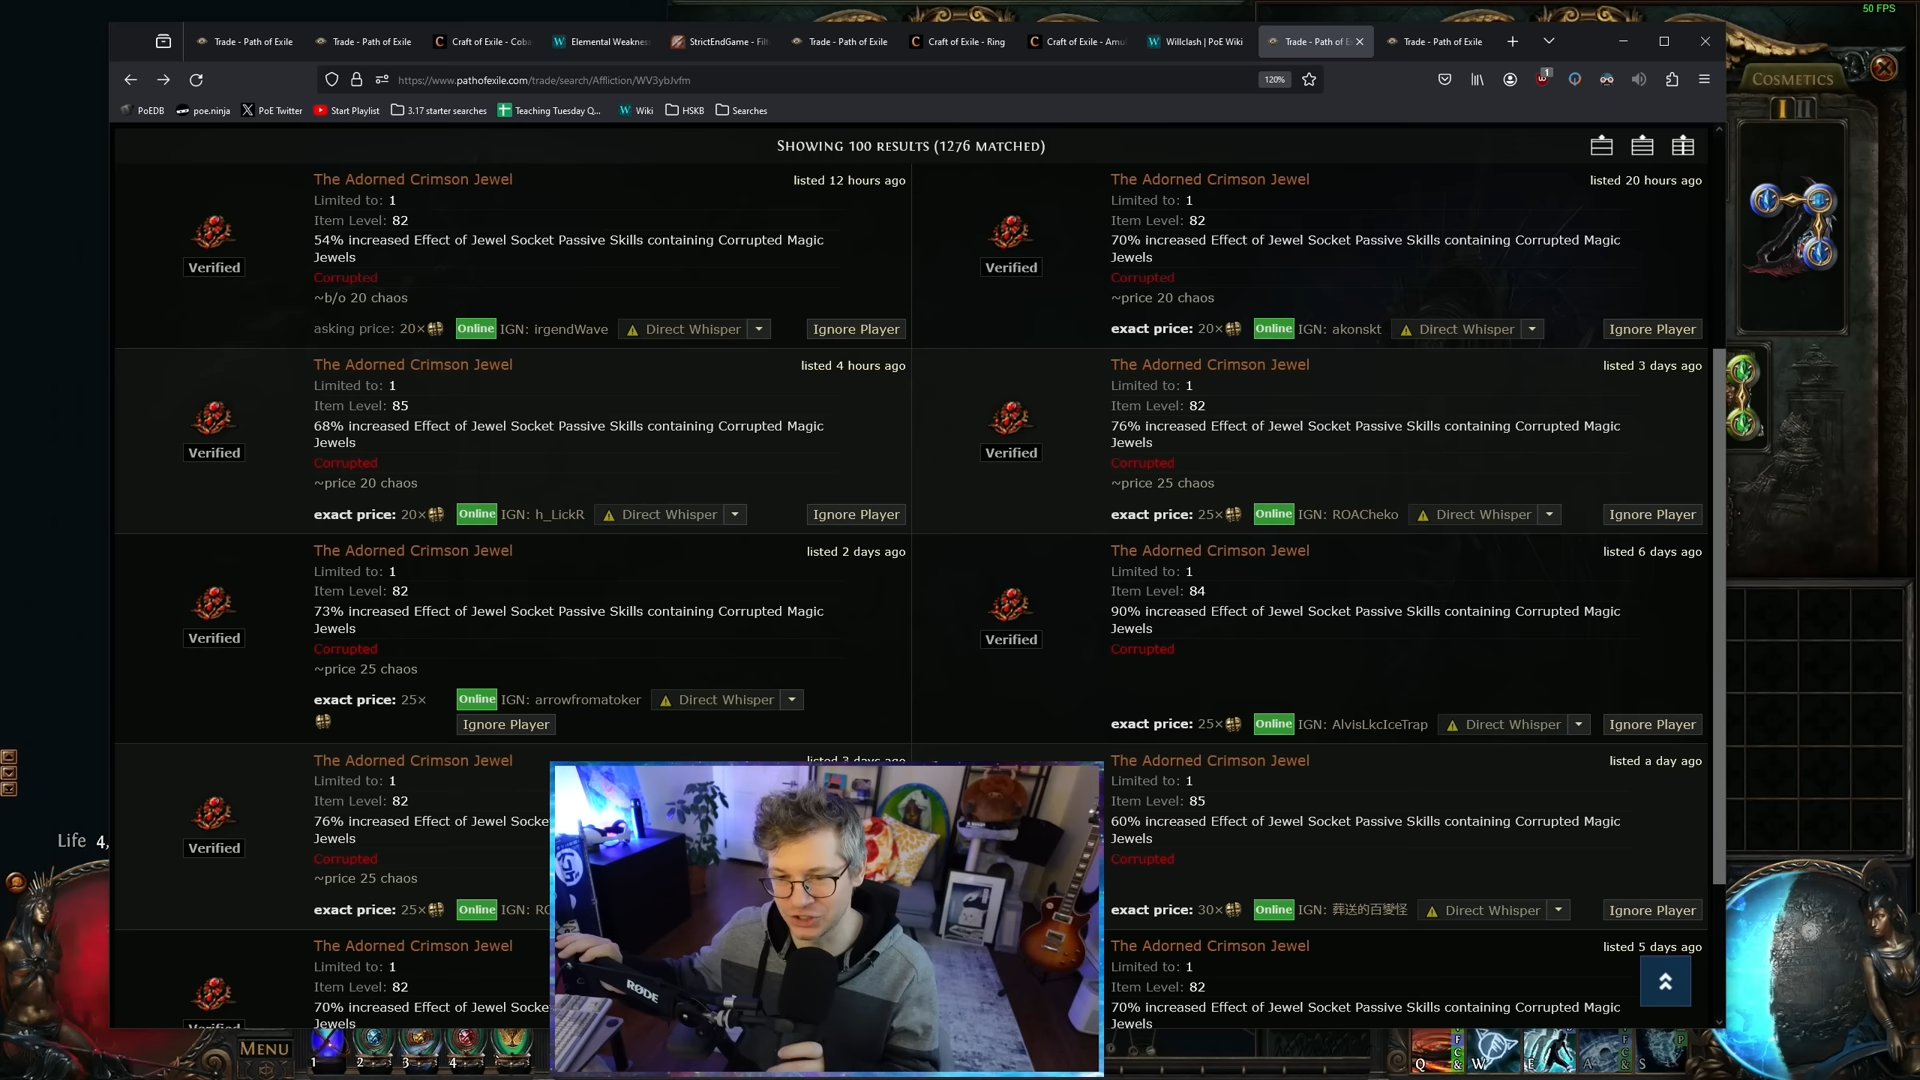 50 FPS
Trade - Path of Exile
Trade - Path of Exile
Craft of Exile - Coba
Elemental Weakness
StrictEndGame - Filt
Trade - Path of Exile
Craft of Exile - Ring
Craft of Exile - Amu
Willclash | PoE Wiki
Trade - Path of E
Trade - Path of Exile
https://www.pathofexile.com/trade/search/Affliction/WV3ybJvfm
120%
1
PoEDB
poe.ninja
PoE Twitter
Start Playlist
3.17 starter searches
Teaching Tuesday Q...
Wiki
HSKB
Searches
Cosmetics
I II
Showing 100 results (1276 matched)
The Adorned Crimson Jewel
listed 12 hours ago
Limited to: 1
Item Level: 82
54% increased Effect of Jewel Socket Passive Skills containing Corrupted Magic
Jewels
Verified
Corrupted
~b/o 20 chaos
asking price: 20×
Online IGN: irgendWave
Direct Whisper
Ignore Player
The Adorned Crimson Jewel
listed 20 hours ago
Limited to: 1
Item Level: 82
70% increased Effect of Jewel Socket Passive Skills containing Corrupted Magic
Jewels
Verified
Corrupted
~price 20 chaos
exact price: 20×
Online IGN: akonskt
Direct Whisper
Ignore Player
The Adorned Crimson Jewel
listed 4 hours ago
Limited to: 1
Item Level: 85
68% increased Effect of Jewel Socket Passive Skills containing Corrupted Magic
Jewels
Verified
Corrupted
~price 20 chaos
exact price: 20×
Online IGN: h_LickR
Direct Whisper
Ignore Player
The Adorned Crimson Jewel
listed 3 days ago
Limited to: 1
Item Level: 82
76% increased Effect of Jewel Socket Passive Skills containing Corrupted Magic
Jewels
Verified
Corrupted
~price 25 chaos
exact price: 25×
Online IGN: ROACheko
Direct Whisper
Ignore Player
The Adorned Crimson Jewel
listed 2 days ago
Limited to: 1
Item Level: 82
73% increased Effect of Jewel Socket Passive Skills containing Corrupted Magic
Jewels
Verified
Corrupted
~price 25 chaos
exact price: 25×
Online IGN: arrowfromatoker
Direct Whisper
Ignore Player
The Adorned Crimson Jewel
listed 6 days ago
Limited to: 1
Item Level: 84
90% increased Effect of Jewel Socket Passive Skills containing Corrupted Magic
Jewels
Verified
Corrupted
exact price: 25×
Online IGN: AlvisLkcIceTrap
Direct Whisper
Ignore Player
The Adorned Crimson Jewel
listed 3 days ago
Limited to: 1
Item Level: 82
76% increased Effect of Jewel Socke
Jewels
Verified
Corrupted
~price 25 chaos
exact price: 25×
Online IGN: RO
The Adorned Crimson Jewel
listed a day ago
Limited to: 1
Item Level: 85
60% increased Effect of Jewel Socket Passive Skills containing Corrupted Magic
Jewels
Corrupted
exact price: 30×
Online IGN: 葬送的百變怪
Direct Whisper
Ignore Player
The Adorned Crimson Jewel
Limited to: 1
Item Level: 82
70% increased Effect of Jewel Socke
Jewels
Verified
The Adorned Crimson Jewel
listed 5 days ago
Limited to: 1
Item Level: 82
70% increased Effect of Jewel Socket Passive Skills containing Corrupted Magic
Jewels
Life 4,
RØDE
Menu
1 2 3 4
Q W E A S